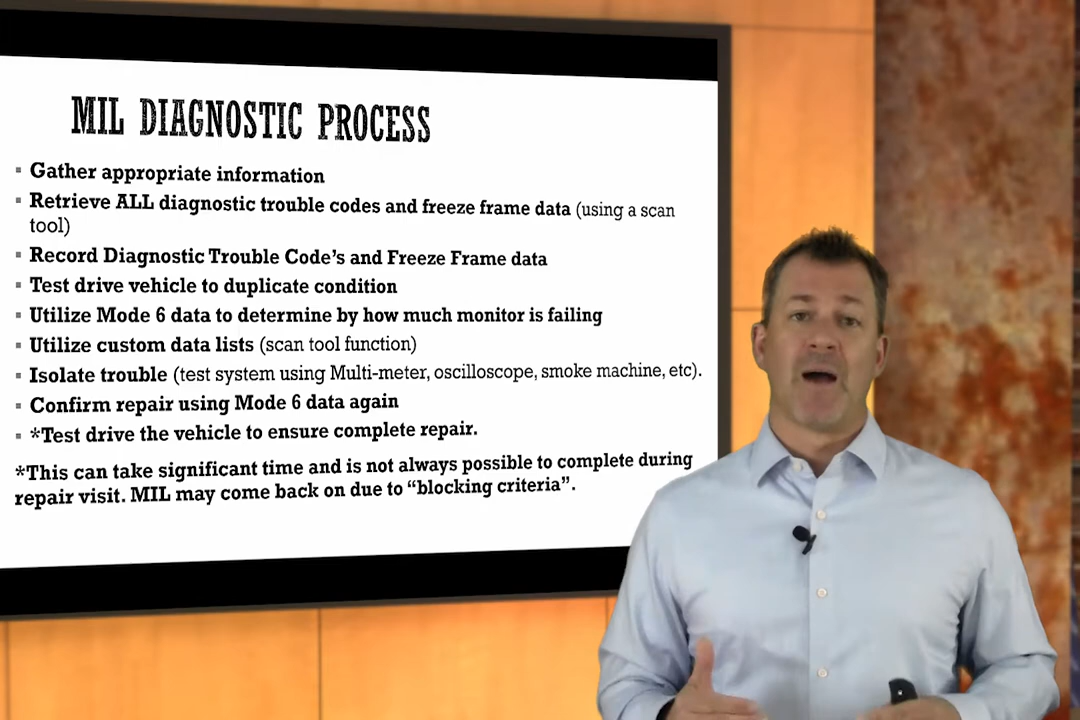 MIL DIAGNOSTIC PROCESS
Gather appropriate information
Retrieve ALL diagnostic trouble codes and freeze frame data (using a scan
tool)
Record Diagnostic Trouble Code's and Freeze Frame data
Test drive vehicle to duplicate condition
Utilize Mode 6 data to determine by how much monitor is failing
Utilize custom data lists (scan tool function)
Isolate trouble (test system using Multi-meter, oscilloscope, smoke machine, etc).
Confirm repair using Mode 6 data again
*Test drive the vehicle to ensure complete repair.
*This can take significant time and is not always possible to complete during
repair visit. MIL may come back on due to “blocking criteria”.